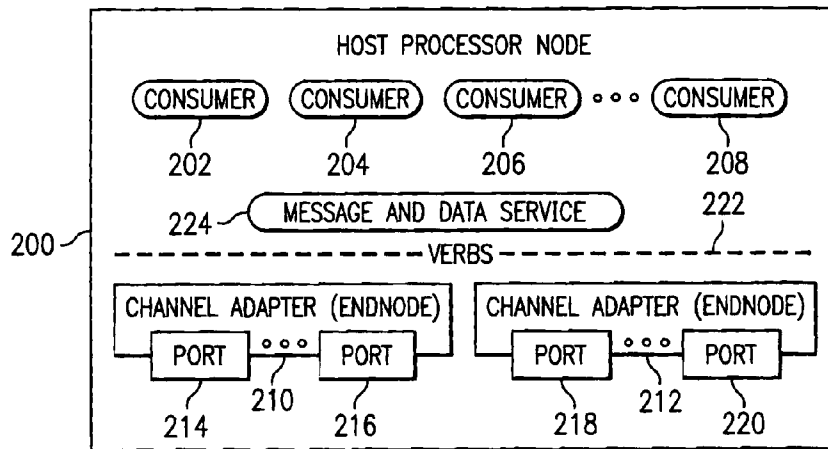 HOST PROCESSOR NODE
CONSUMER CONSUMER CONSUMER CONSUMER
202 204 206 208
224 MESSAGE AND DATA SERVICE 222
200
VERBS
CHANNEL ADAPTER (ENDNODE) CHANNEL ADAPTER (ENDNODE)
PORT PORT PORT PORT
214 210 216 218 212 220